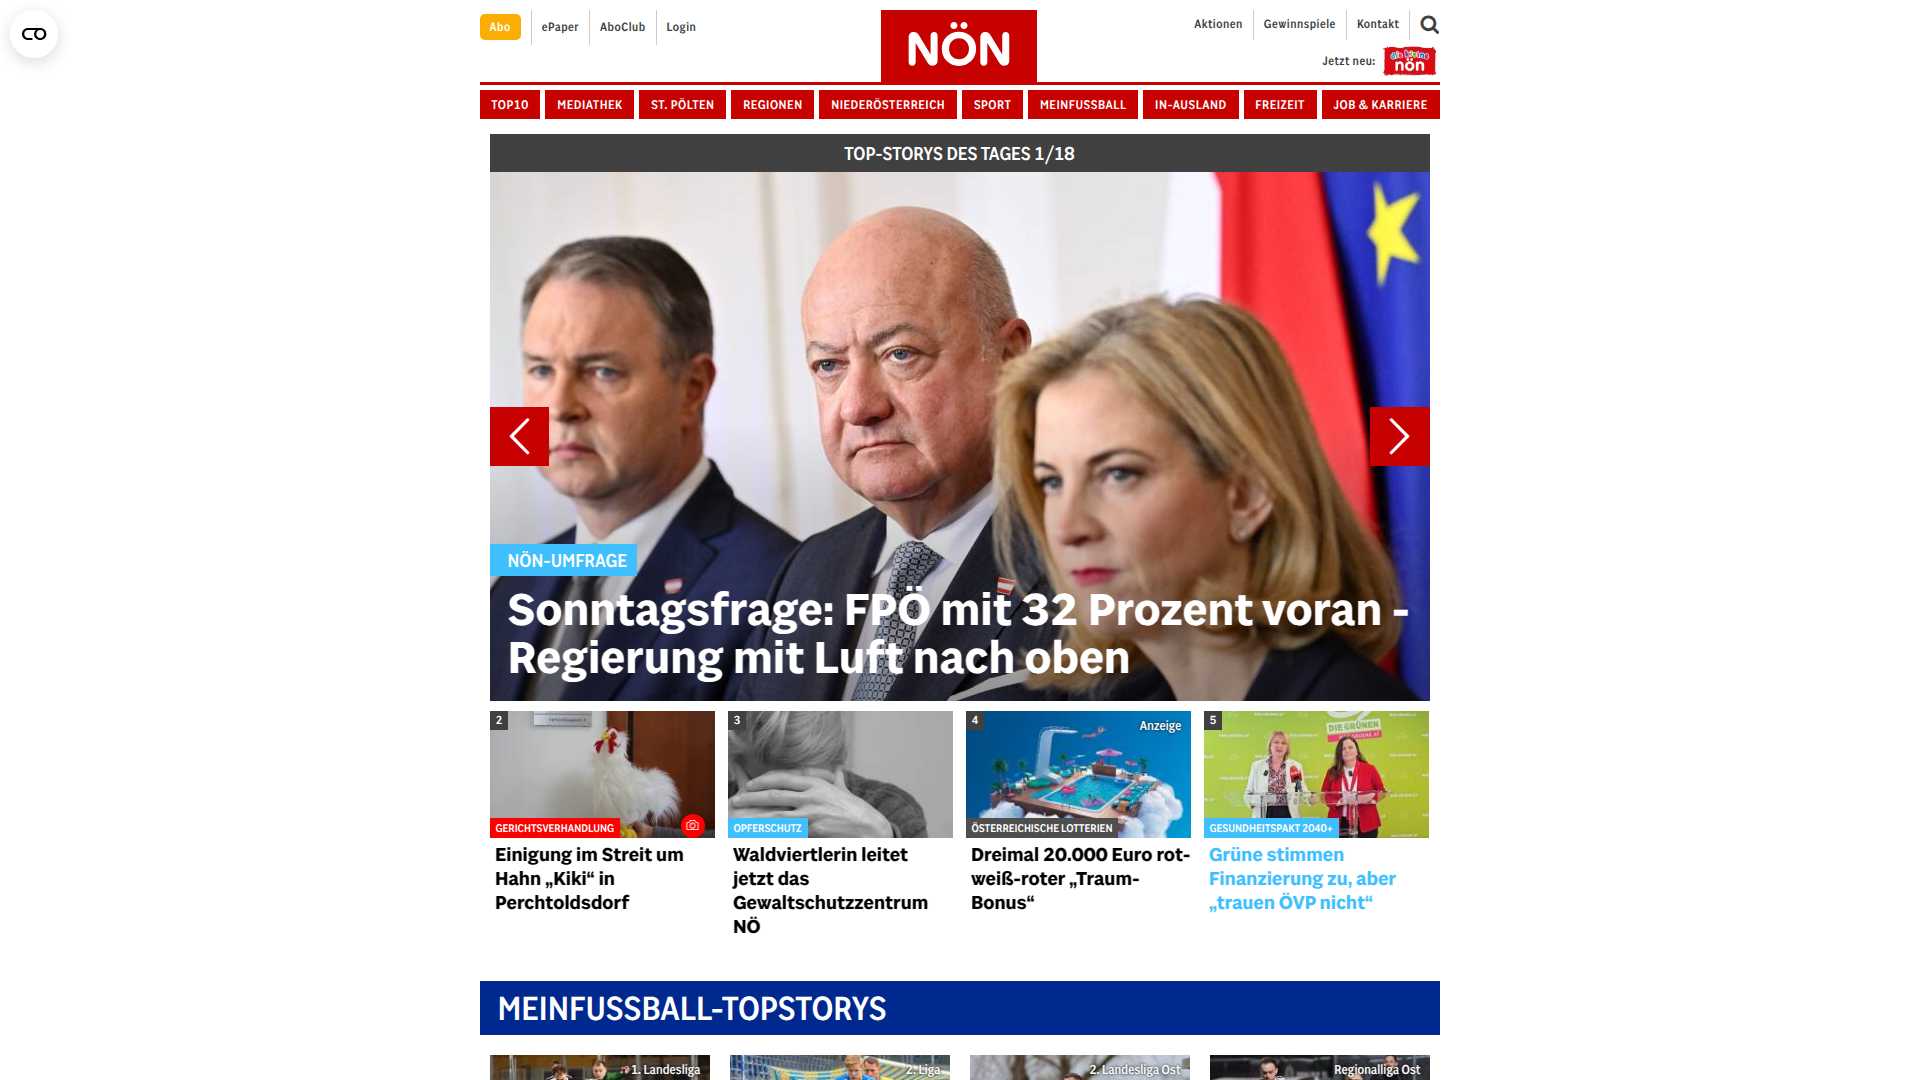 Abo
ePaper
AboClub
Login
NÖN
Aktionen
Gewinnspiele
Kontakt
Jetzt neu:
die kleine
nön
TOP10
MEDIATHEK
ST. PÖLTEN
REGIONEN
NIEDERÖSTERREICH
SPORT
MEINFUSSBALL
IN-AUSLAND
FREIZEIT
JOB & KARRIERE
TOP-STORYS DES TAGES 1/18
NÖN-UMFRAGE
Sonntagsfrage: FPÖ mit 32 Prozent voran -
Regierung mit Luft nach oben
2
GERICHTSVERHANDLUNG
Einigung im Streit um
Hahn „Kiki“ in
Perchtoldsdorf
3
OPFERSCHUTZ
Waldviertlerin leitet
jetzt das
Gewaltschutzzentrum
NÖ
4
Anzeige
ÖSTERREICHISCHE LOTTERIEN
Dreimal 20.000 Euro rot-
weiß-roter „Traum-
Bonus“
5
DIE GRÜNEN
GESUNDHEITSPAKT 2040+
Grüne stimmen
Finanzierung zu, aber
„trauen ÖVP nicht“
MEINFUSSBALL-TOPSTORYS
1. Landesliga
2. Liga
2. Landesliga Ost
Regionalliga Ost